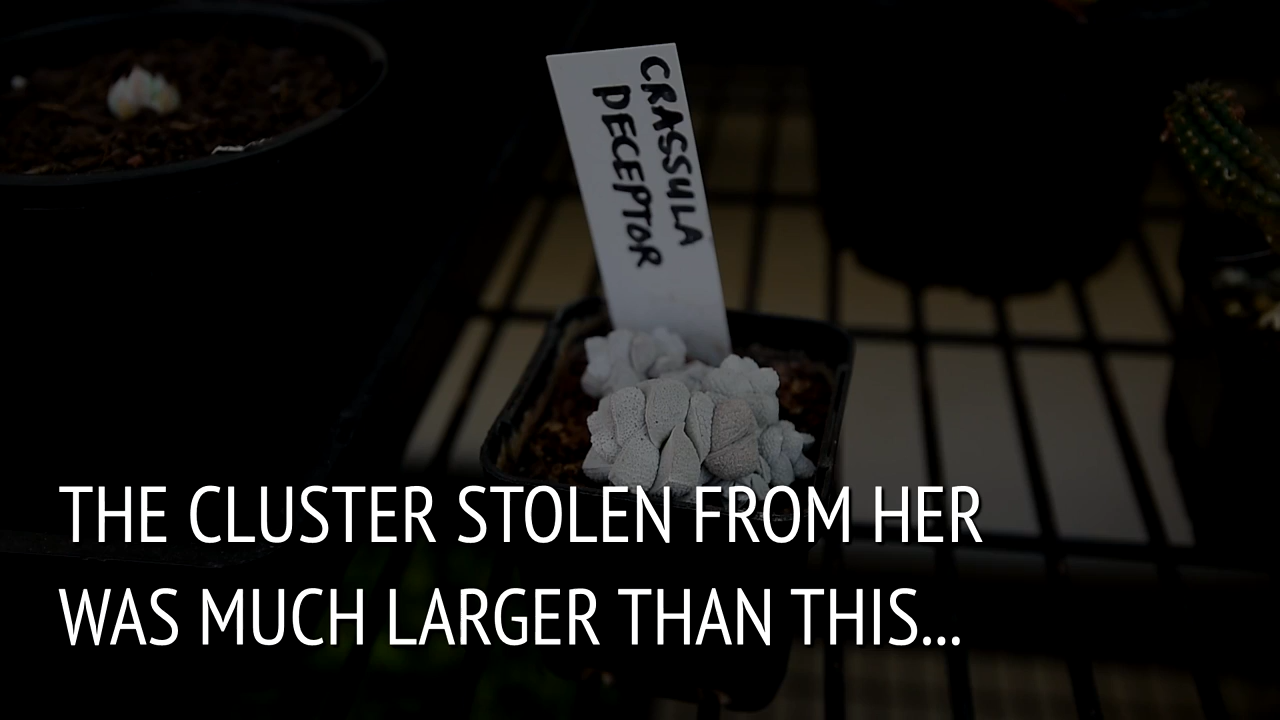 CRASSULA
DECEPTOR
THE CLUSTER STOLEN FROM HER
WAS MUCH LARGER THAN THIS...